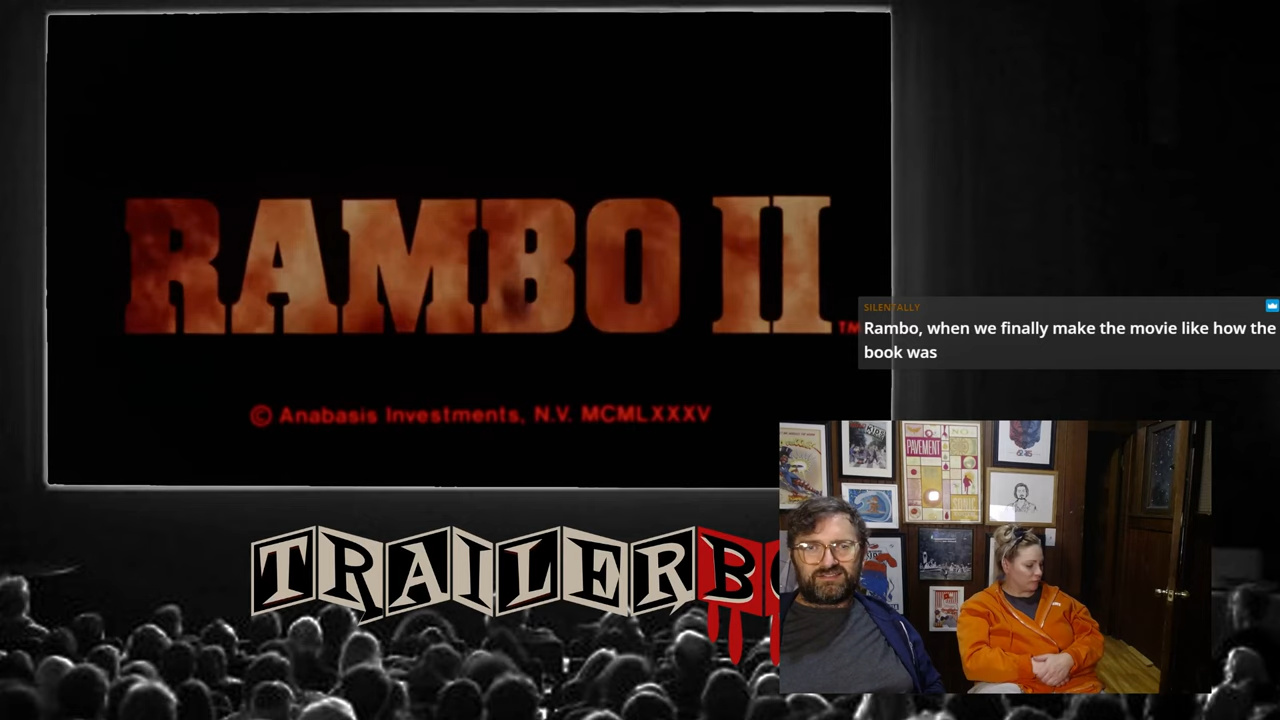 RAMBO II
TM
© Anabasis Investments, N.V. MCMLXXXV
SILENTALLY
Rambo, when we finally make the movie like how the
book was
TRAILERB
PAVEMENT